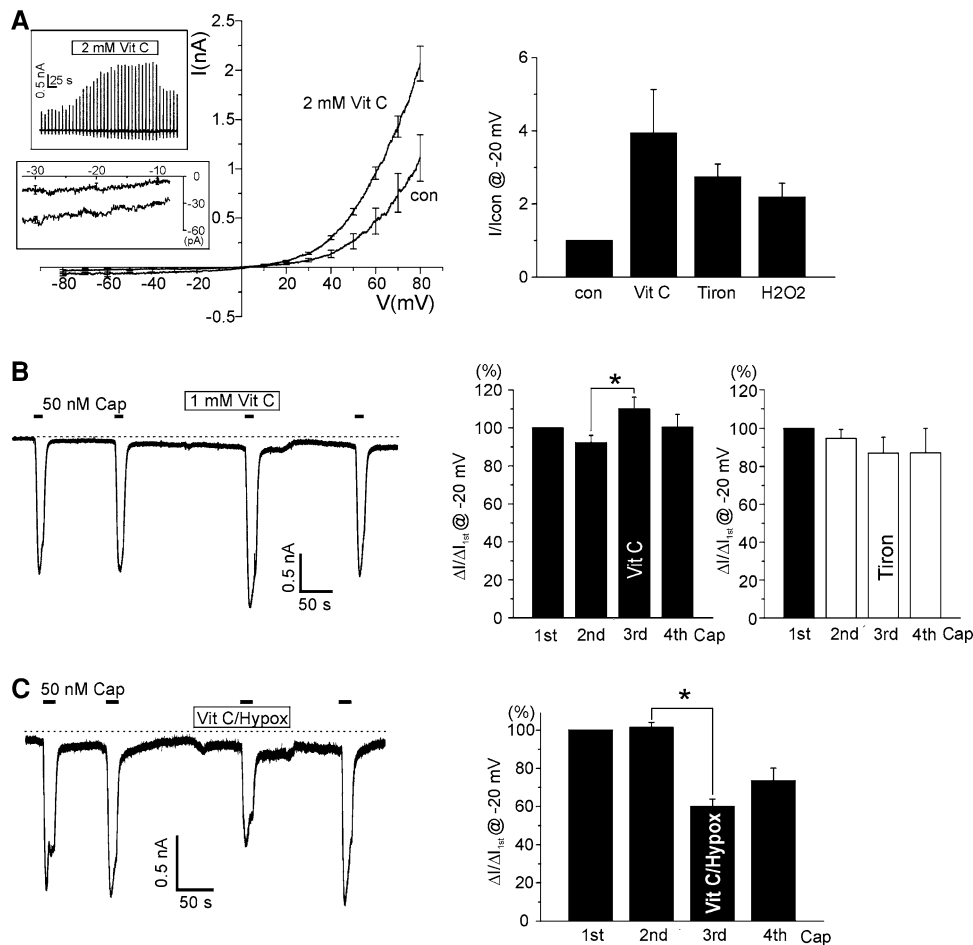 A
2 mM Vit C
0.5 nA
25 s
-30 -20 -10
0
-30
-60
(pA)
I(nA)
2.5
2
1.5
1
0.5
-0.5
-80 -60 -40 -20 20 40 60 80
V(mV)
2 mM Vit C
con
I/Icon @ -20 mV
6
4
2
0
con Vit C Tiron H2O2
B
50 nM Cap
1 mM Vit C
0.5 nA
50 s
(%)
ΔI/ΔI1st @ -20 mV
120
100
80
60
40
20
0
*
Vit C
1st 2nd 3rd 4th Cap
(%)
ΔI/ΔI1st @ -20 mV
120
100
80
60
40
20
0
Tiron
1st 2nd 3rd 4th Cap
C
50 nM Cap
Vit C/Hypox
0.5 nA
50 s
(%)
ΔI/ΔI1st @ -20 mV
100
80
60
40
20
0
*
Vit C/Hypox
1st 2nd 3rd 4th Cap